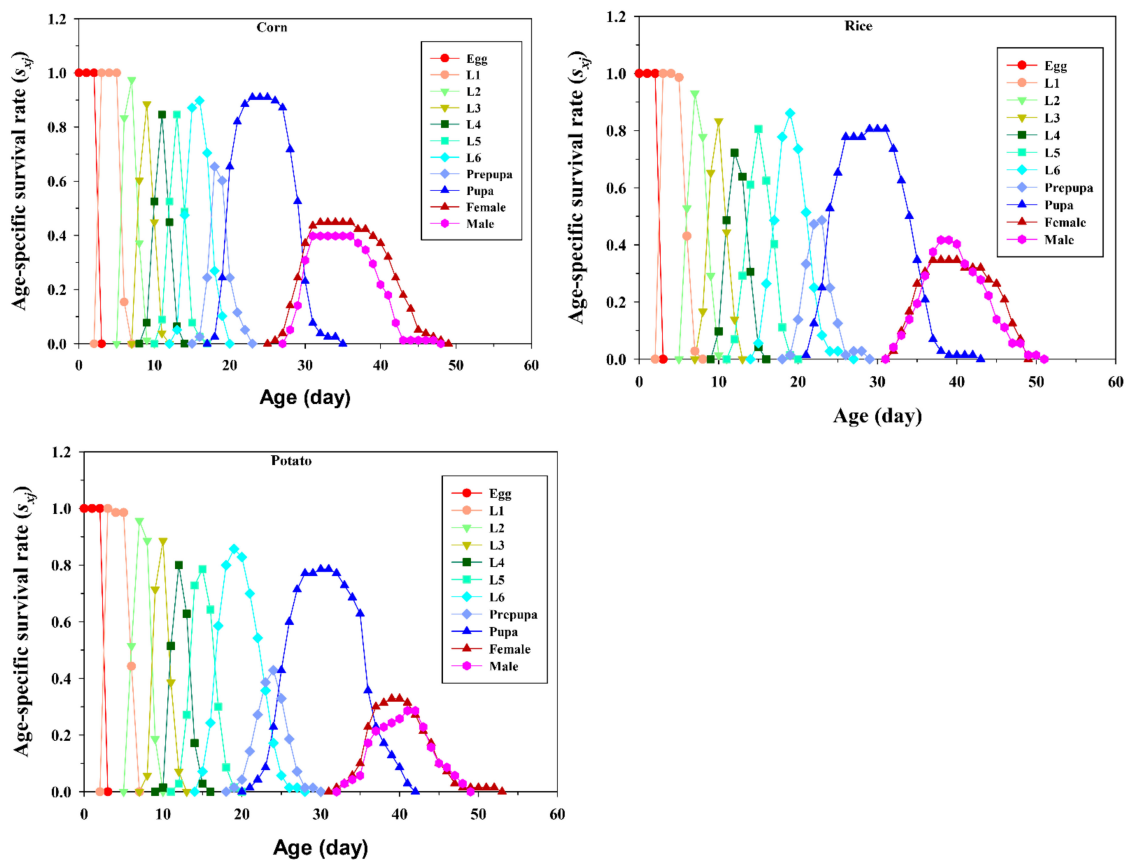 Corn
Age-specific survival rate (sxj)
1.2
1.0
0.8
0.6
0.4
0.2
0.0
Egg
L1
L2
L3
L4
L5
L6
Prepupa
Pupa
Female
Male
0 10 20 30 40 50 60
Age (day)
Rice
Age-specific survival rate (sxj)
1.2
1.0
0.8
0.6
0.4
0.2
0.0
Egg
L1
L2
L3
L4
L5
L6
Prepupa
Pupa
Female
Male
0 10 20 30 40 50 60
Age (day)
Potato
Age-specific survival rate (sxj)
1.2
1.0
0.8
0.6
0.4
0.2
0.0
Egg
L1
L2
L3
L4
L5
L6
Prepupa
Pupa
Female
Male
0 10 20 30 40 50 60
Age (day)